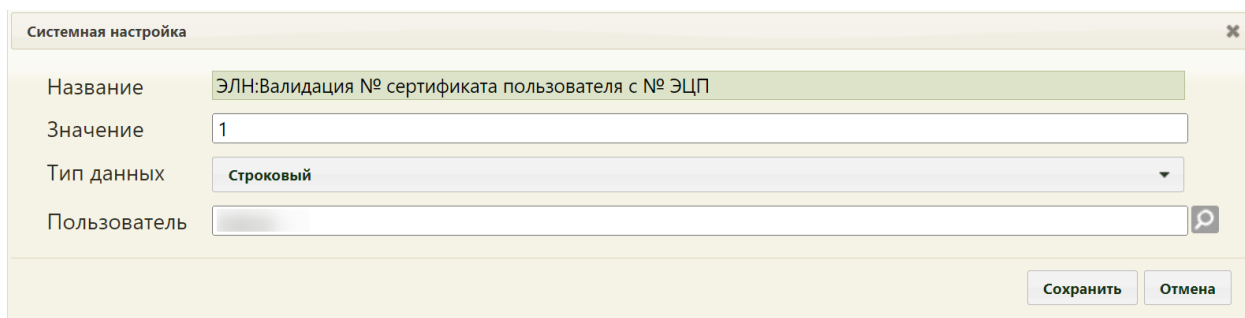 Системная настройка
Название ЭЛН:Валидация № сертификата пользователя с № ЭЦП
Значение 1
Тип данных Строковый
Пользователь
Сохранить Отмена